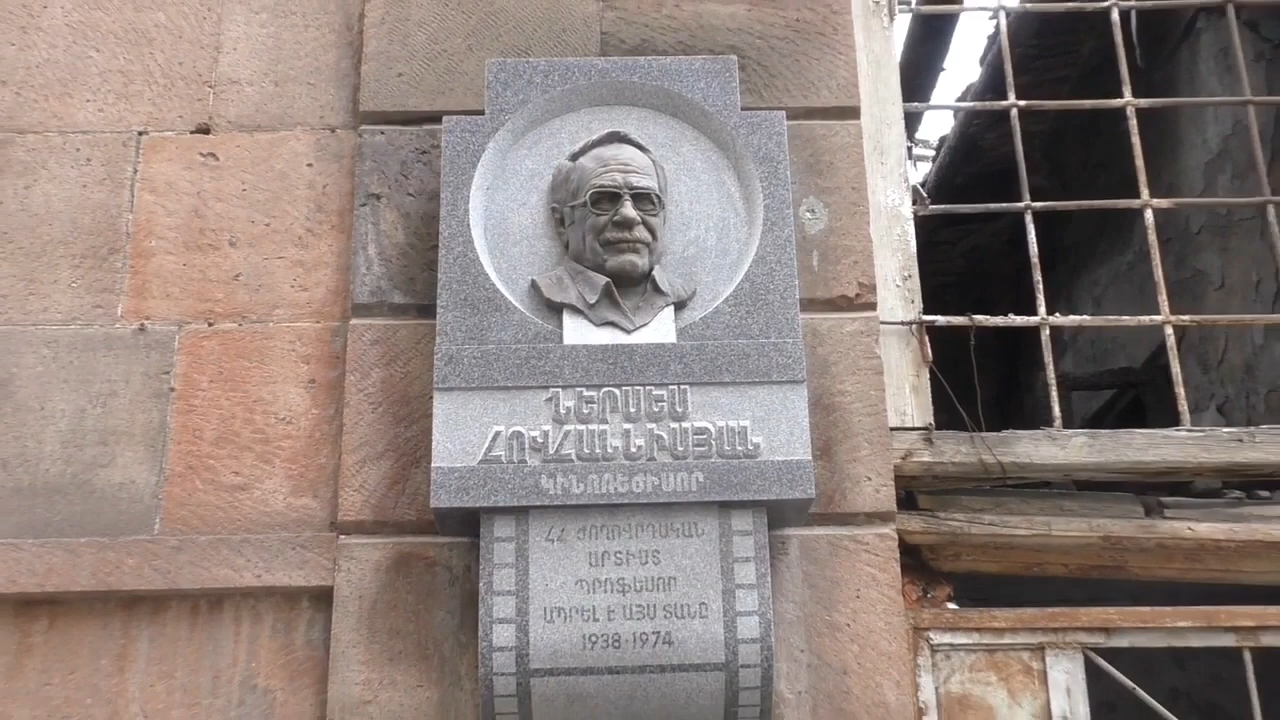 ՆԵՐՍԵՍ
ՀՈՎՀԱՆՆԻՍՅԱՆ
ԿԻՆՈՌԵԺԻՍՈՐ
ՀՀ ԺՈՂՈՎՐԴԱԿԱՆ
ԱՐՏԻՍՏ
ՊՐՈՖԵՍՈՐ
ԱՊՐԵԼ Է ԱՅՍ ՏԱՆԸ
1938-1974